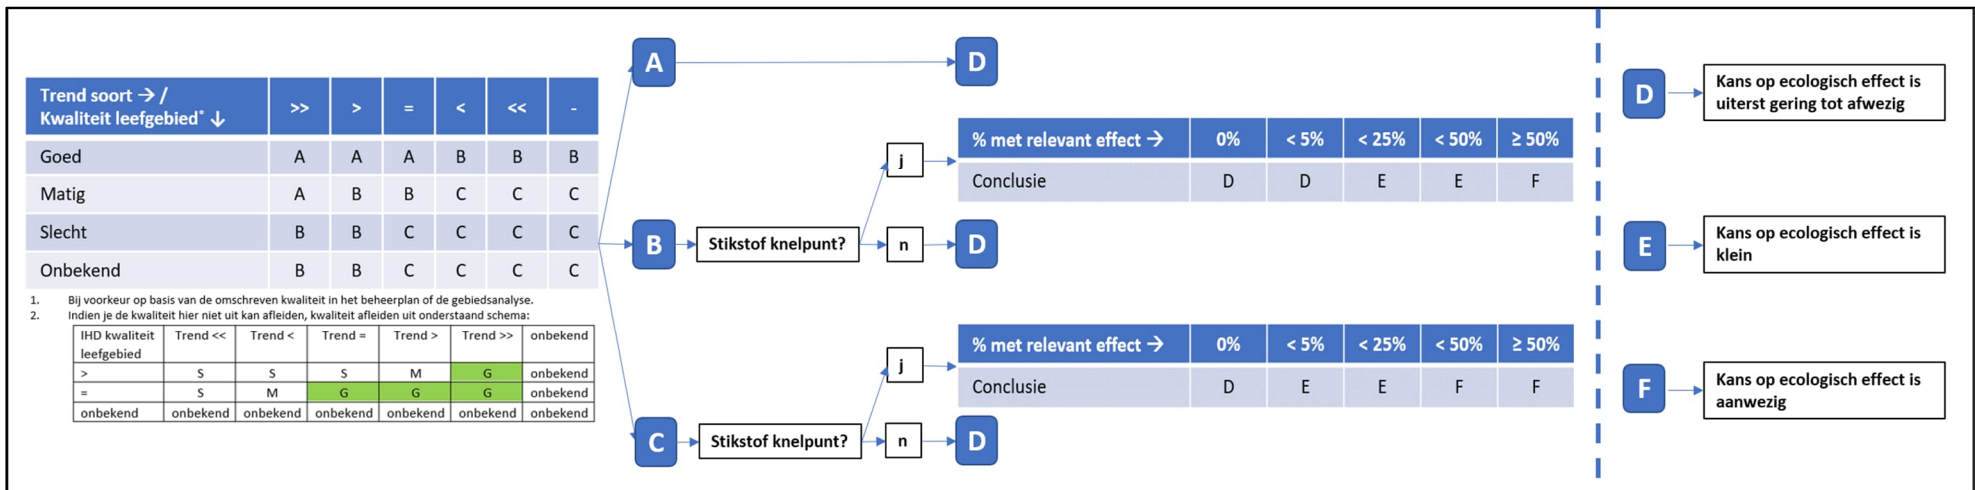 Trend soort → /
Kwaliteit leefgebied* ↓ >> > = < << -
Goed A A A B B B
Matig A B B C C C
Slecht B B C C C C
Onbekend B B C C C C
1. Bij voorkeur op basis van de omschreven kwaliteit in het beheerplan of de gebiedsanalyse.
2. Indien je de kwaliteit hier niet uit kan afleiden, kwaliteit afleiden uit onderstaand schema:
IHD kwaliteit Trend << Trend < Trend = Trend > Trend >> onbekend
leefgebied
> S S S M G onbekend
= S M G G G onbekend
onbekend onbekend onbekend onbekend onbekend onbekend onbekend
A D
B Stikstof knelpunt?
j
% met relevant effect → 0% < 5% < 25% < 50% ≥ 50%
Conclusie D D E E F
n D
C Stikstof knelpunt?
j
% met relevant effect → 0% < 5% < 25% < 50% ≥ 50%
Conclusie D E E F F
n D
D Kans op ecologisch effect is
uiterst gering tot afwezig
E Kans op ecologisch effect is
klein
F Kans op ecologisch effect is
aanwezig